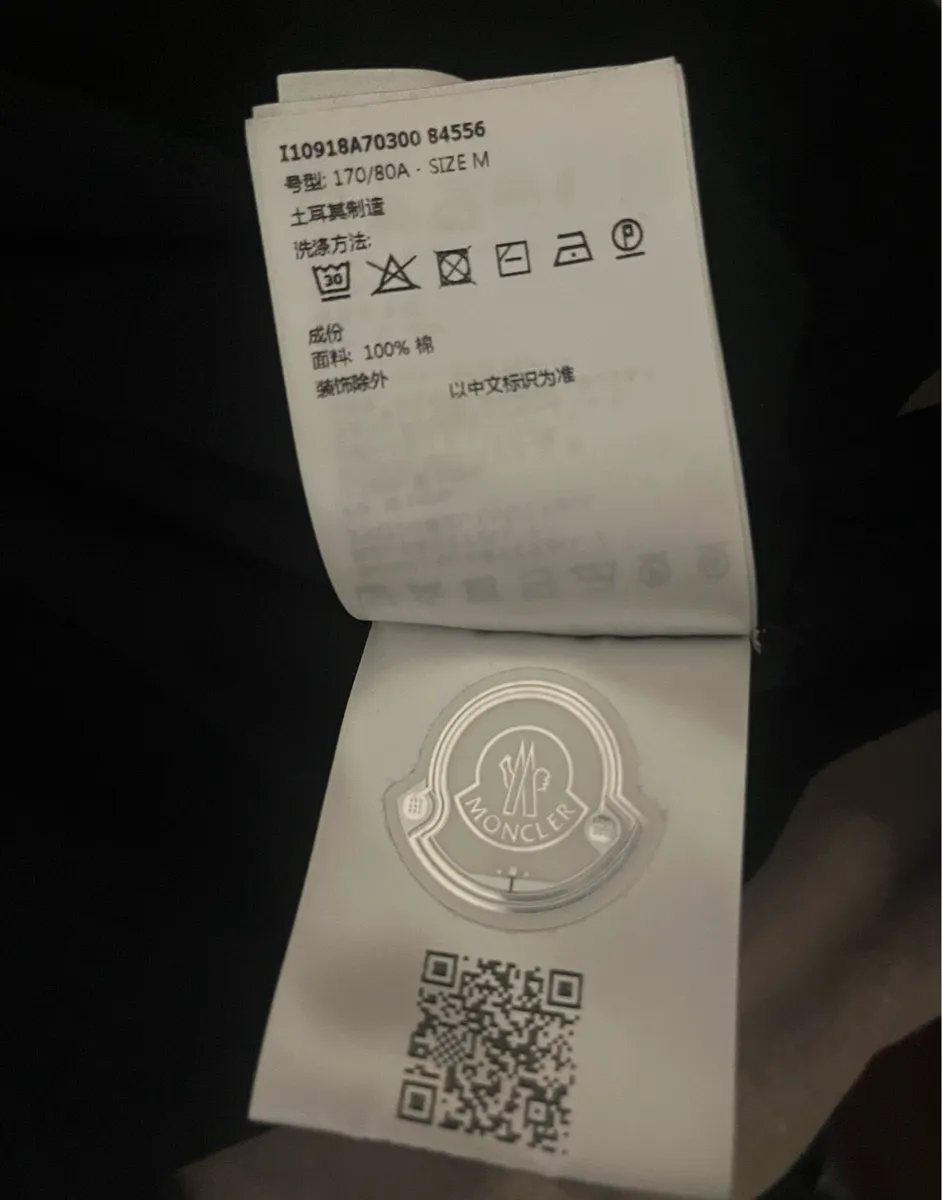 I10918A70300 84556
号型: 170/80A - SIZE M
土耳其制造
洗涤方法:
30
P
成份
面料: 100% 棉
装饰除外 以中文标识为准
MONCLER